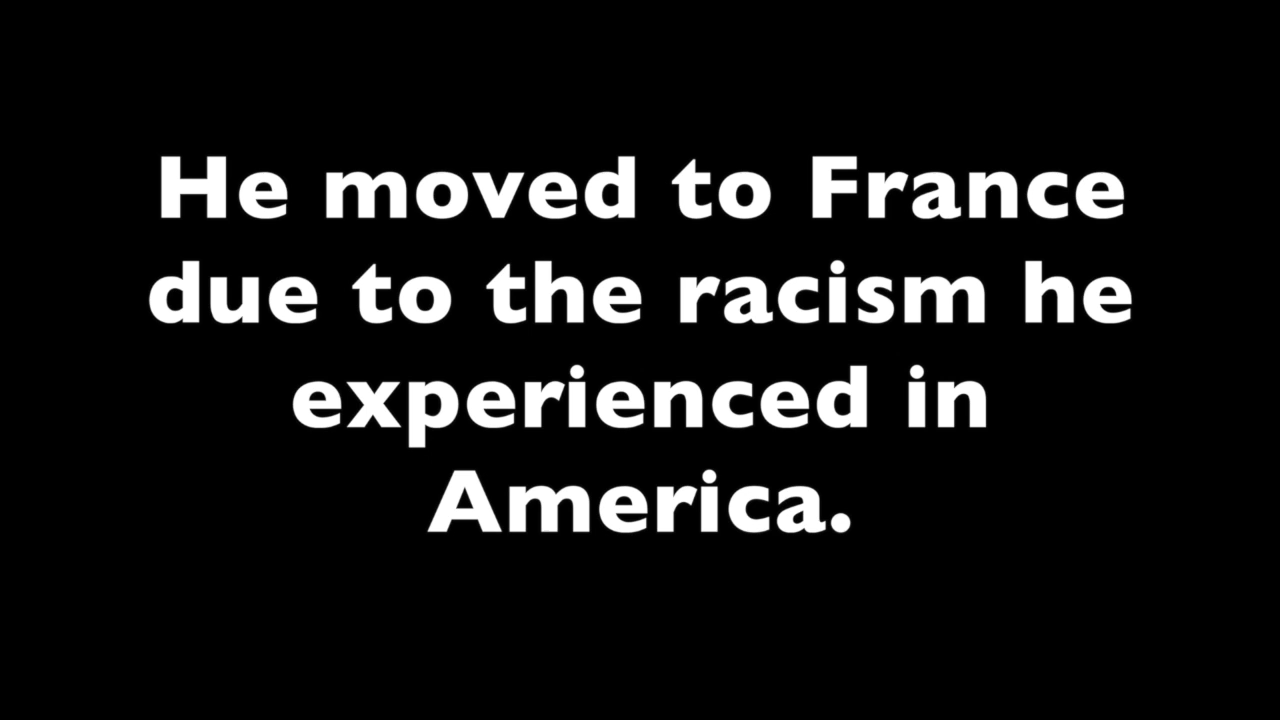 He moved to France
due to the racism he
experienced in
America.